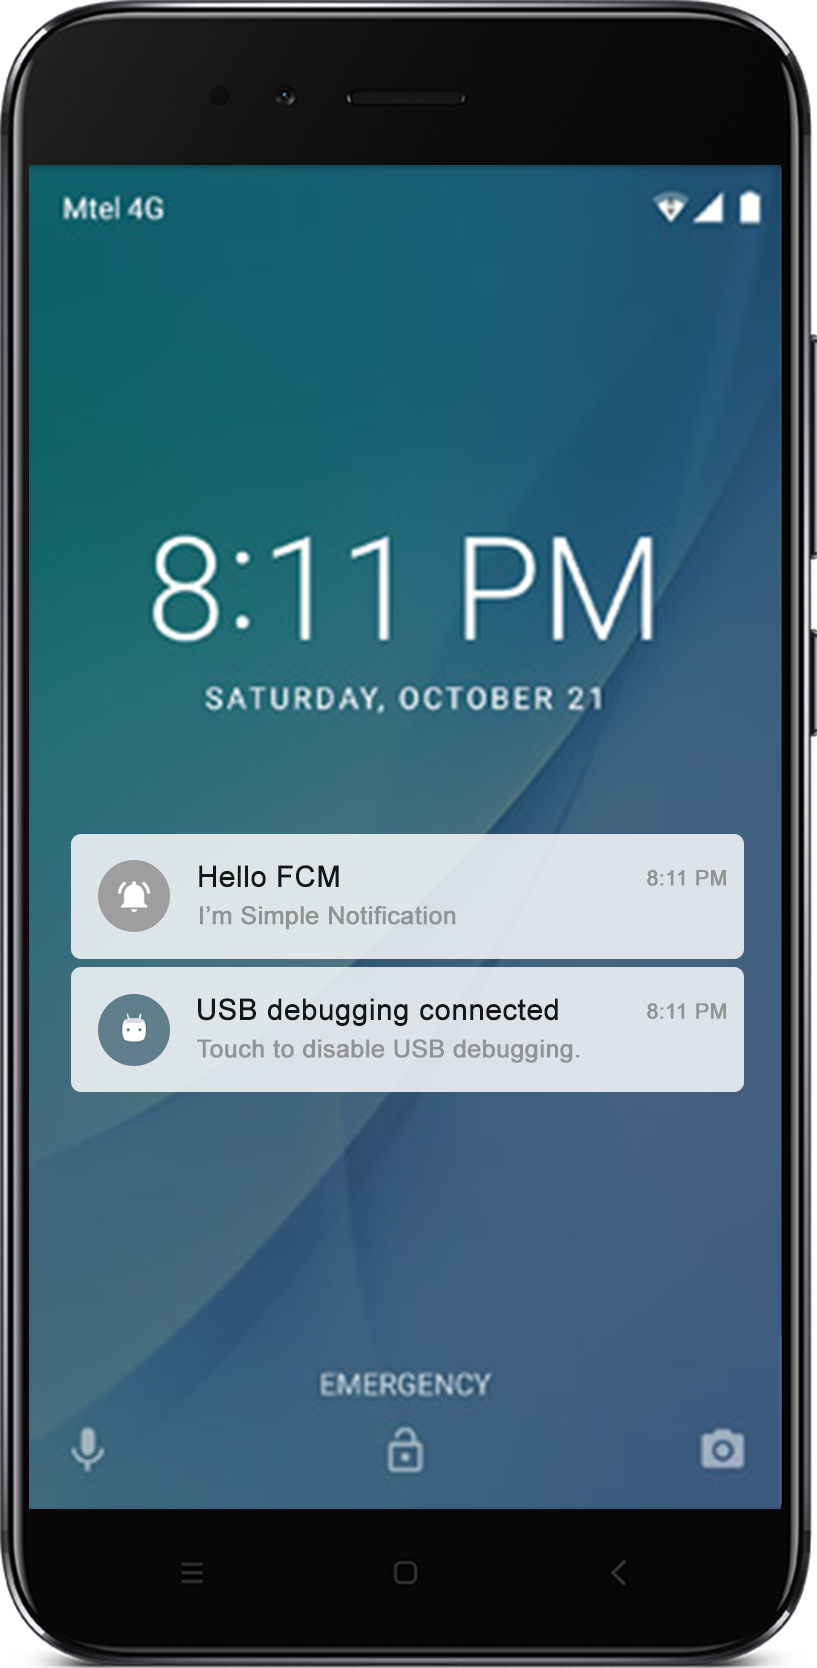 Mtel 4G
8:11 PM
SATURDAY, OCTOBER 21
Hello FCM 8:11 PM
I’m Simple Notification
USB debugging connected 8:11 PM
Touch to disable USB debugging.
EMERGENCY